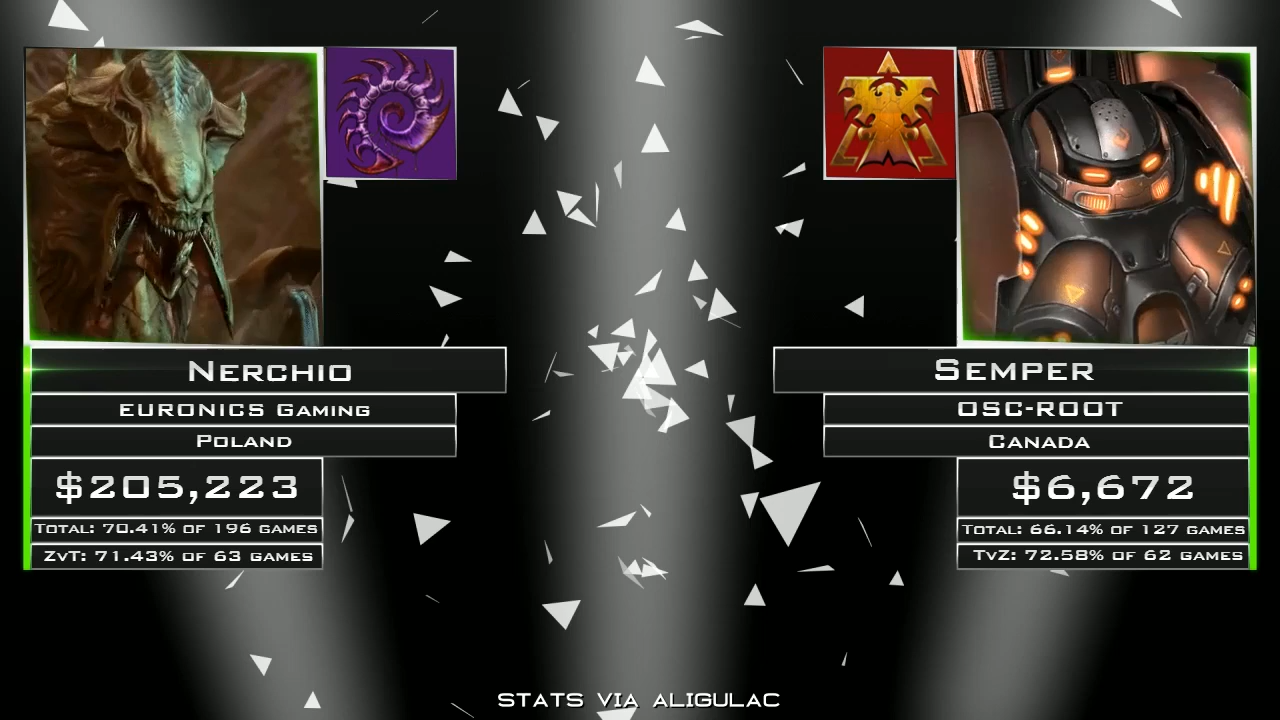 Nerchio
EURONICS Gaming
Poland
$205,223
Total: 70.41% of 196 games
ZvT: 71.43% of 63 games
Semper
OSC-ROOT
Canada
$6,672
Total: 66.14% of 127 games
TvZ: 72.58% of 62 games
STATS VIA ALIGULAC